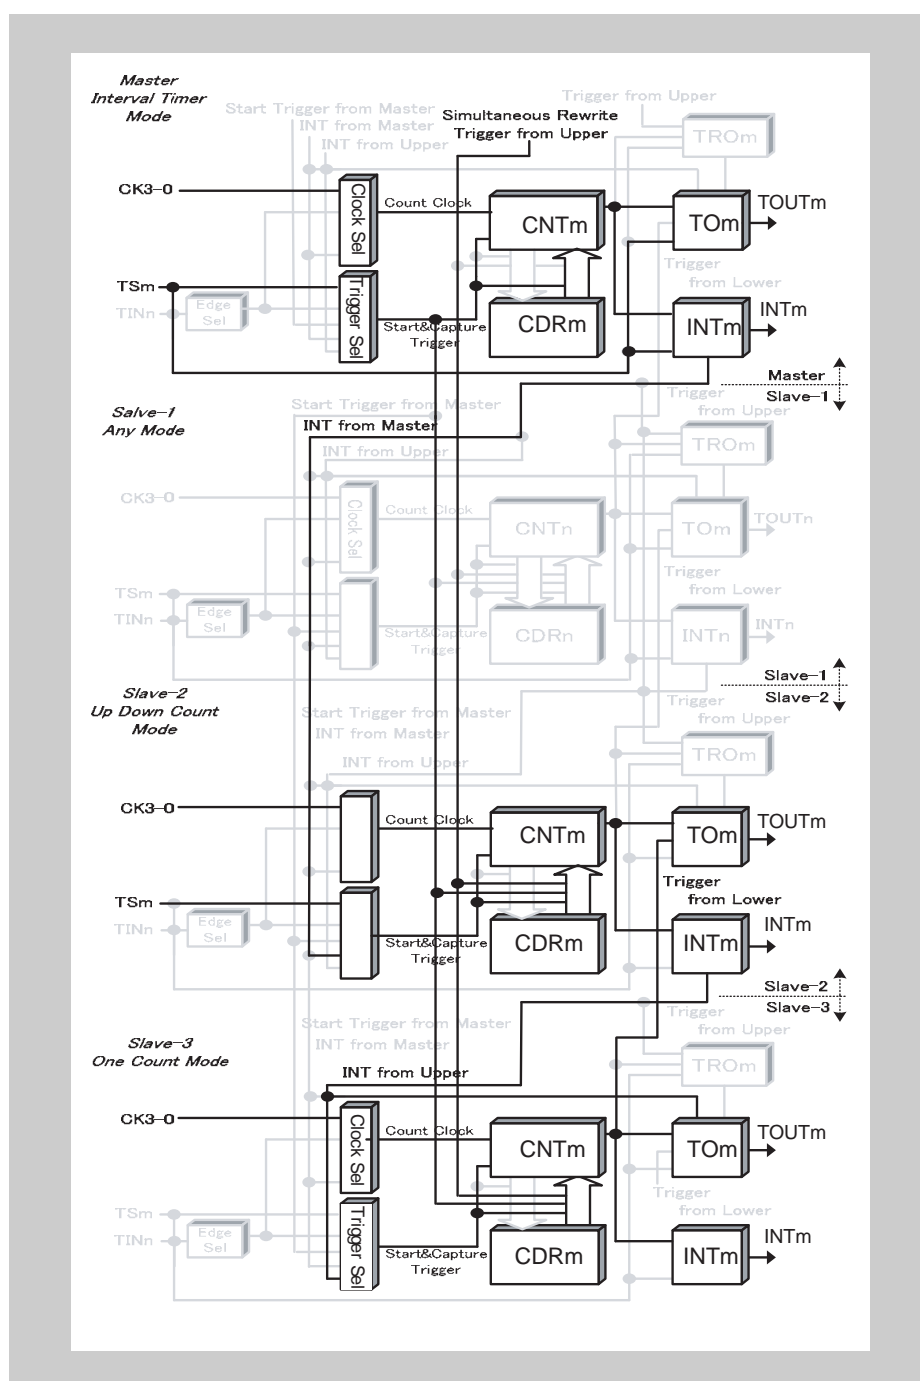 Master
Interval Timer
Mode
Start Trigger from Master
INT from Master
INT from Upper
Simultaneous Rewrite
Trigger from Upper
Trigger from Upper
TROm
CK3-0
Clock Sel
Count Clock
CNTm
TOm
TOUTm
Trigger
from Lower
TSm
TINn
Edge
Sel
Trigger Sel
Start&Capture
Trigger
CDRm
INTm
INTm
Master
Slave-1
Salve-1
Any Mode
Start Trigger from Master
INT from Master
INT from Upper
Trigger
from Upper
TROm
CK3-0
Clock Sel
Count Clock
CNTn
TOm
TOUTn
Trigger
from Lower
TSm
TINn
Edge
Sel
Start&Capture
Trigger
CDRn
INTn
INTn
Slave-1
Slave-2
Slave-2
Up Down Count
Mode
Start Trigger from Master
INT from Master
INT from Upper
Trigger
from Upper
TROm
CK3-0
Count Clock
CNTm
TOm
TOUTm
Trigger
from Lower
TSm
TINn
Edge
Sel
Start&Capture
Trigger
CDRm
INTm
INTm
Slave-2
Slave-3
Slave-3
One Count Mode
Start Trigger from Master
INT from Master
INT from Upper
Trigger
from Upper
TROm
CK3-0
Clock Sel
Count Clock
CNTm
TOm
TOUTm
Trigger
from Lower
TSm
TINn
Edge
Sel
Trigger Sel
Start&Capture
Trigger
CDRm
INTm
INTm